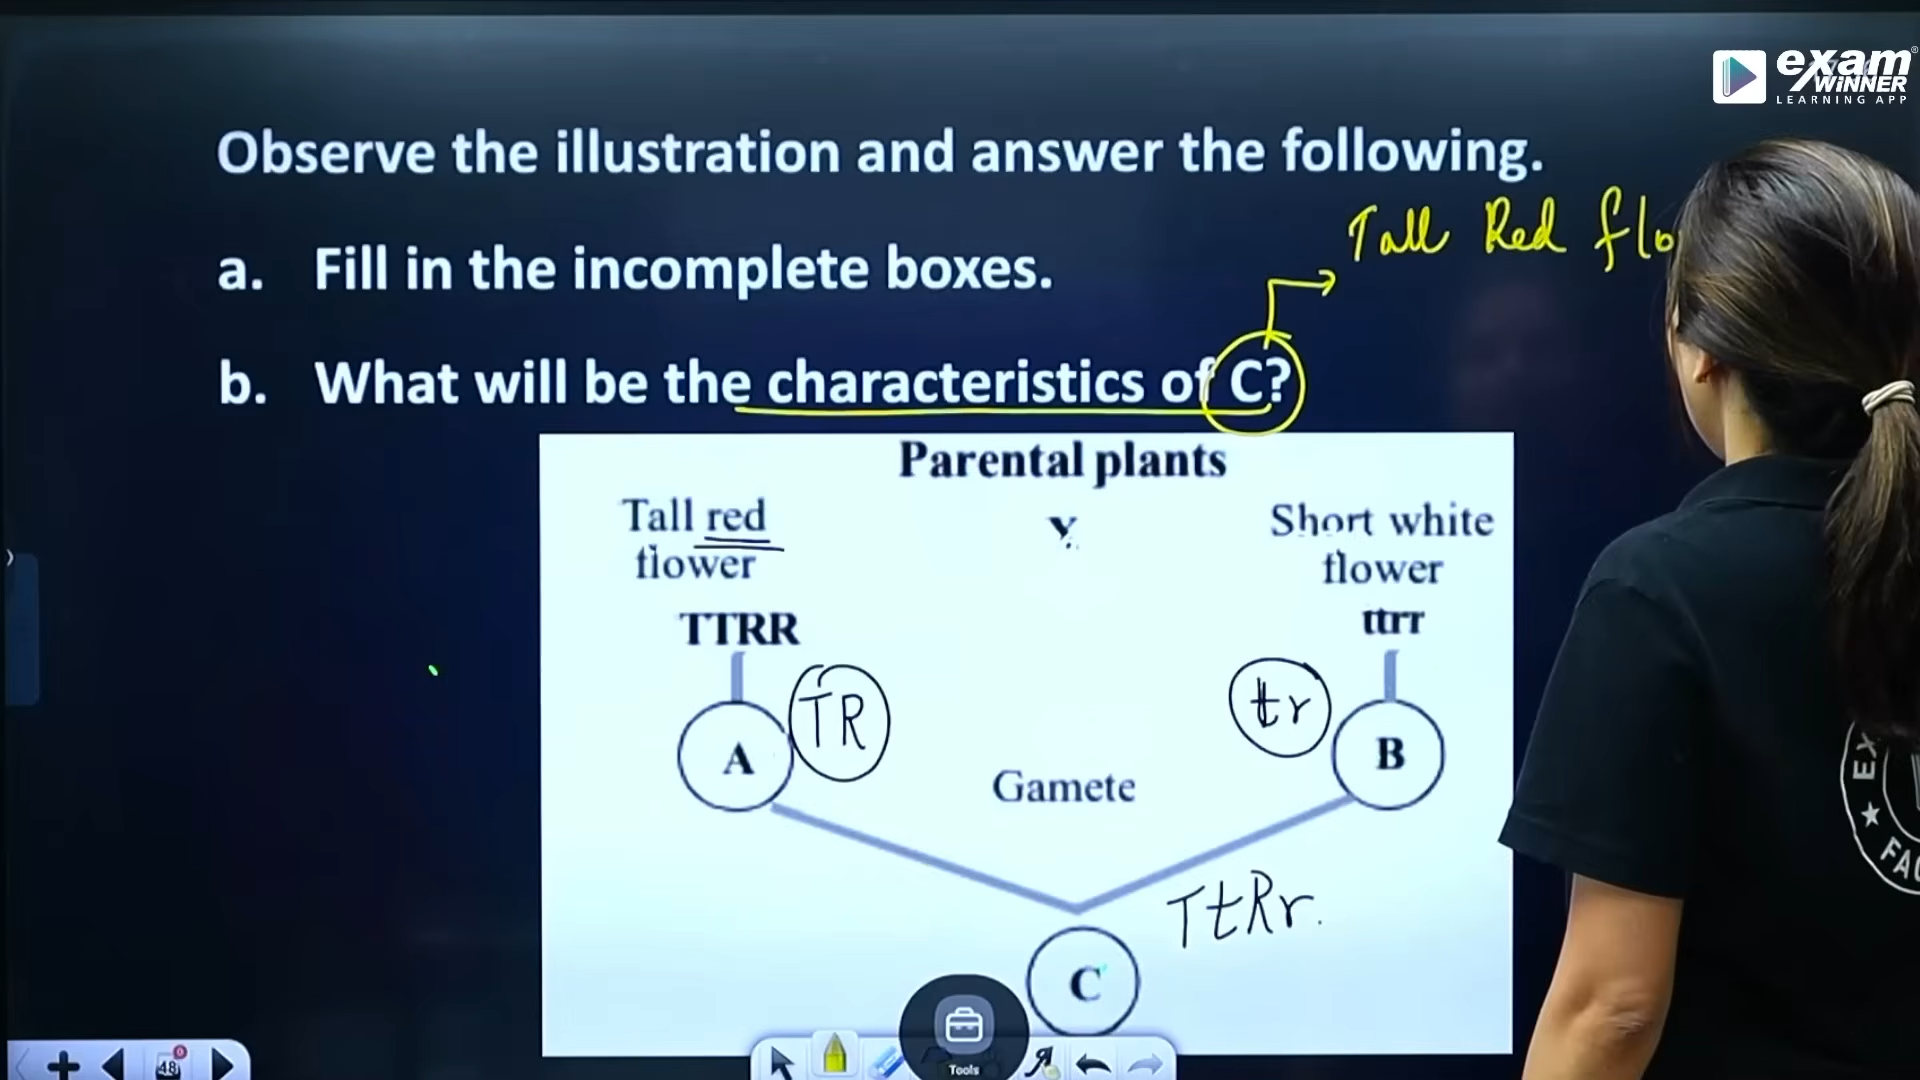 exam
WINNER
LEARNING APP
Observe the illustration and answer the following.
Tall Red
a. Fill in the incomplete boxes.
b. What will be the characteristics of C?
Parental plants
Tall red
flower
Short white
flower
TTRR
ttrr
TR
tr
A
B
Gamete
TtRr.
C
48
Tools